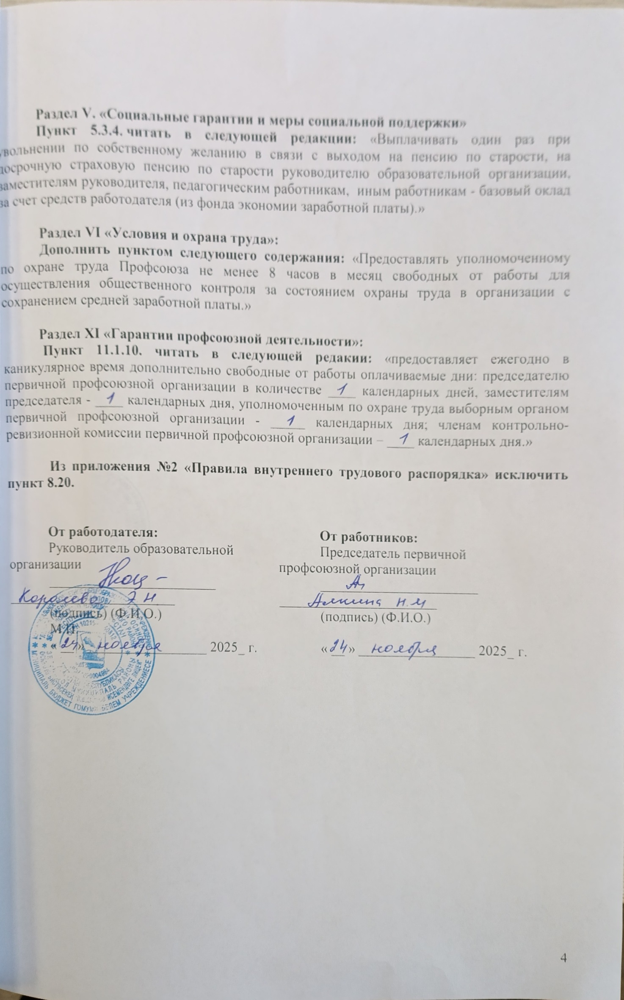 Раздел V. «Социальные гарантии и меры социальной поддержки»
Пункт 5.3.4. читать в следующей редакции: «Выплачивать один раз при
увольнении по собственному желанию в связи с выходом на пенсию по старости, на
досрочную страховую пенсию по старости руководителю образовательной организации,
заместителям руководителя, педагогическим работникам, иным работникам - базовый оклад
за счет средств работодателя (из фонда экономии заработной платы).»
Раздел VI «Условия и охрана труда»:
Дополнить пунктом следующего содержания: «Предоставлять уполномоченному
по охране труда Профсоюза не менее 8 часов в месяц свободных от работы для
осуществления общественного контроля за состоянием охраны труда в организации с
сохранением средней заработной платы.»
Раздел XI «Гарантии профсоюзной деятельности»:
Пункт 11.1.10. читать в следующей редакии: «предоставляет ежегодно в
каникулярное время дополнительно свободные от работы оплачиваемые дни: председателю
первичной профсоюзной организации в количестве 1 календарных дней, заместителям
председателя - 1 календарных дня, уполномоченным по охране труда выборным органом
первичной профсоюзной организации - 1 календарных дня; членам контрольно-
ревизионной комиссии первичной профсоюзной организации – 1 календарных дня.»
Из приложения №2 «Правила внутреннего трудового распорядка» исключить
пункт 8.20.
От работодателя:
Руководитель образовательной
организации
Королева Э Н
(подпись) (Ф.И.О.)
М.П.
«24» ноября 2025_ г.
От работников:
Председатель первичной
профсоюзной организации
Алкина Н.М
(подпись) (Ф.И.О.)
«24» ноября 2025_ г.
МУНИЦИПАЛЬ БЮДЖЕТ ГОМУМИ БЕЛЕМ УЧРЕЖДЕНИЕСЕ
4